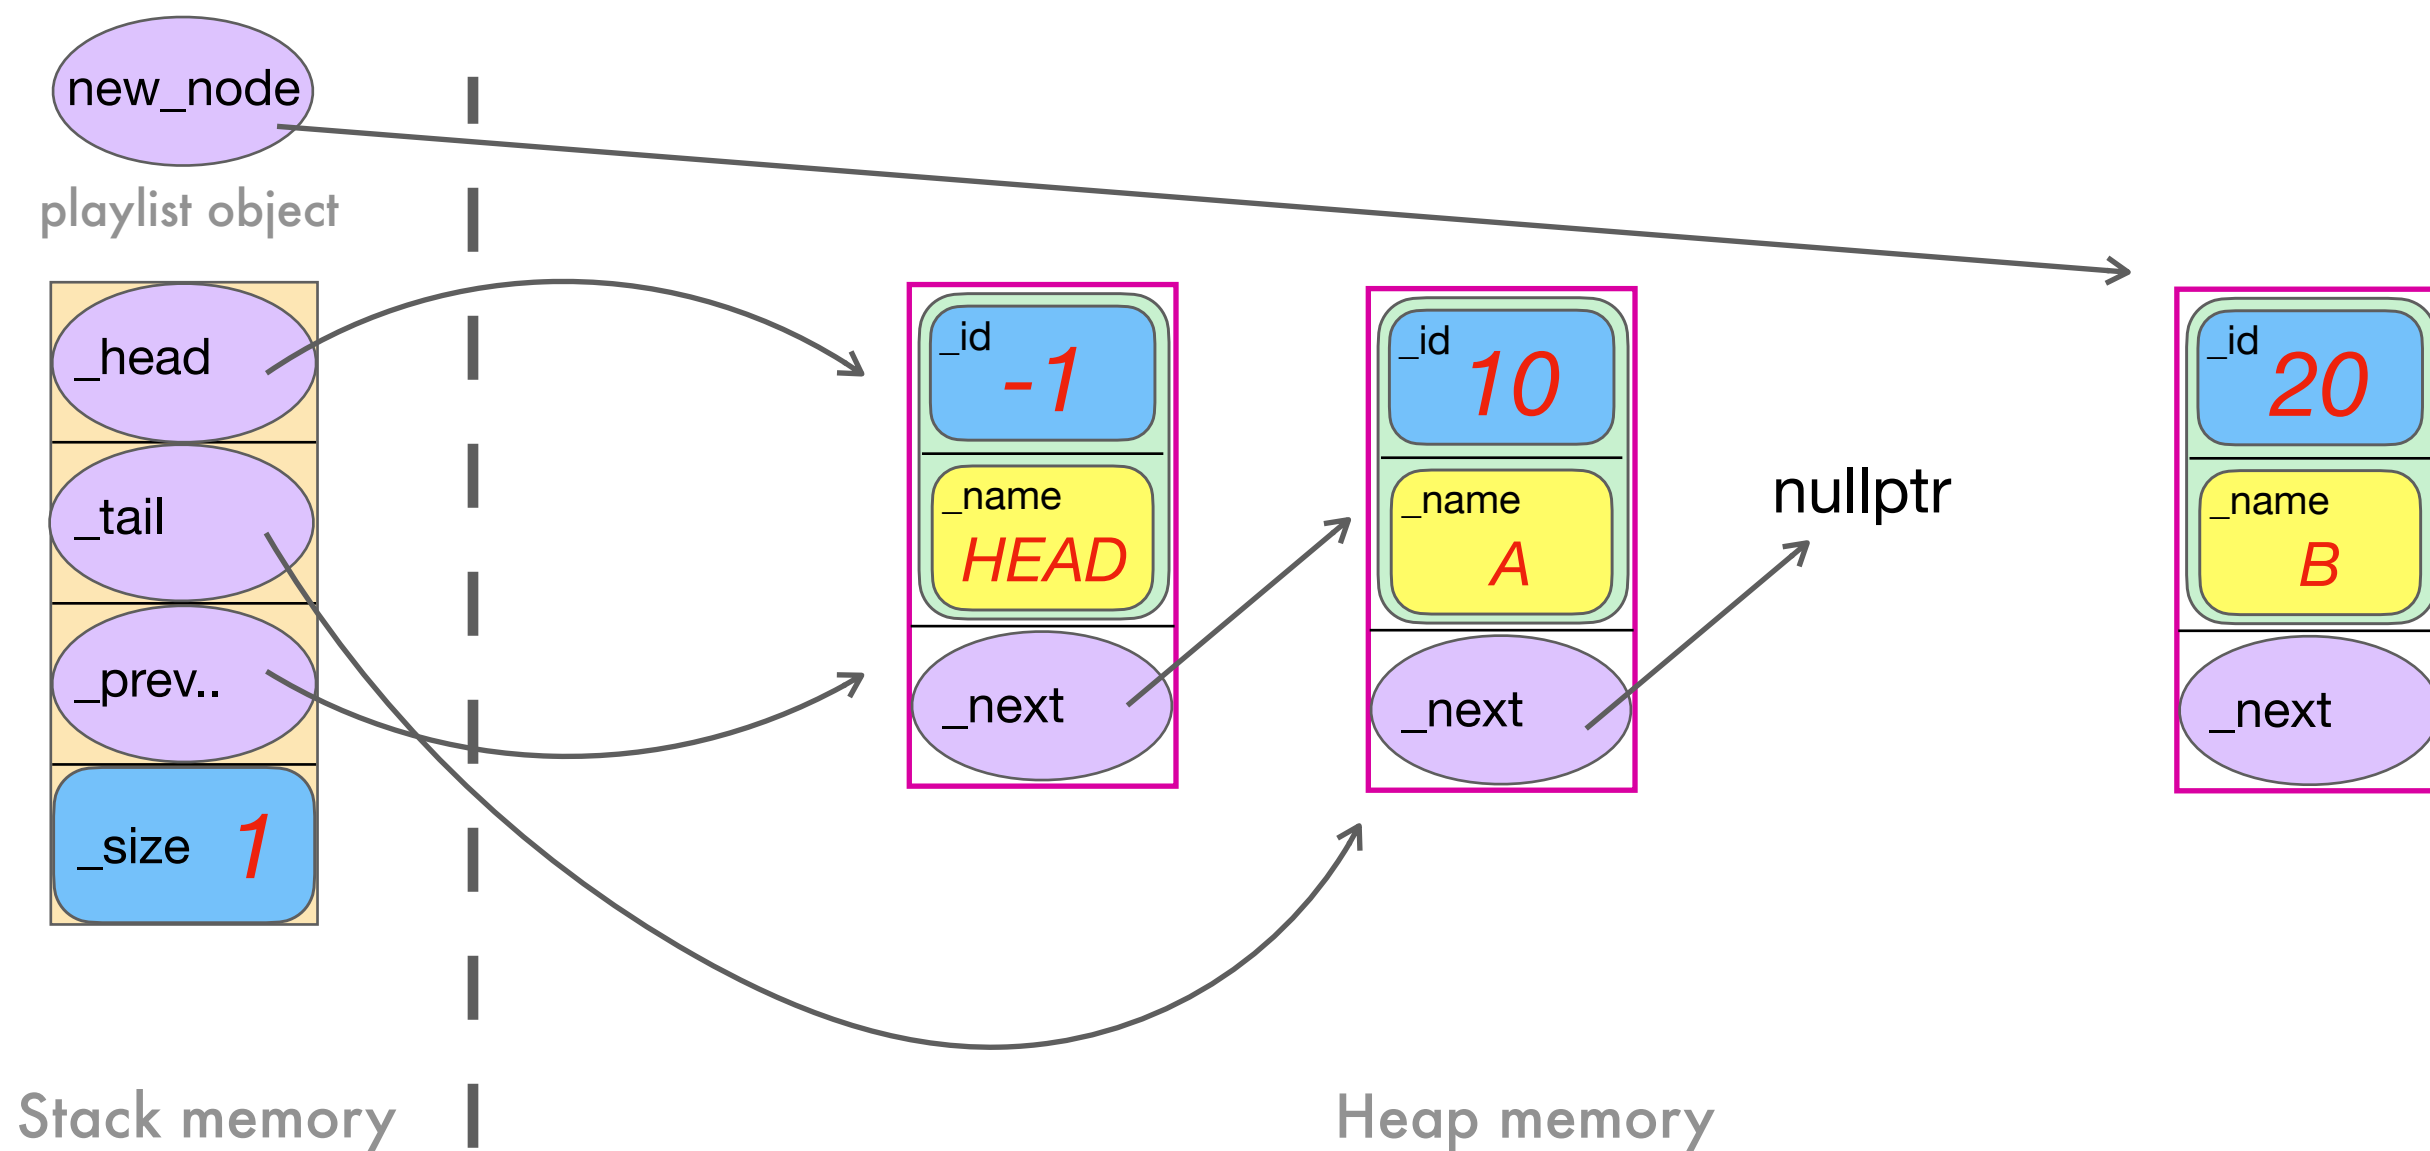 new_node
playlist object
_head
_tail
_prev..
_size 1
_id
-1
_name
HEAD
_next
_id
10
_name
A
_next
nullptr
_id
20
_name
B
_next
Stack memory
Heap memory